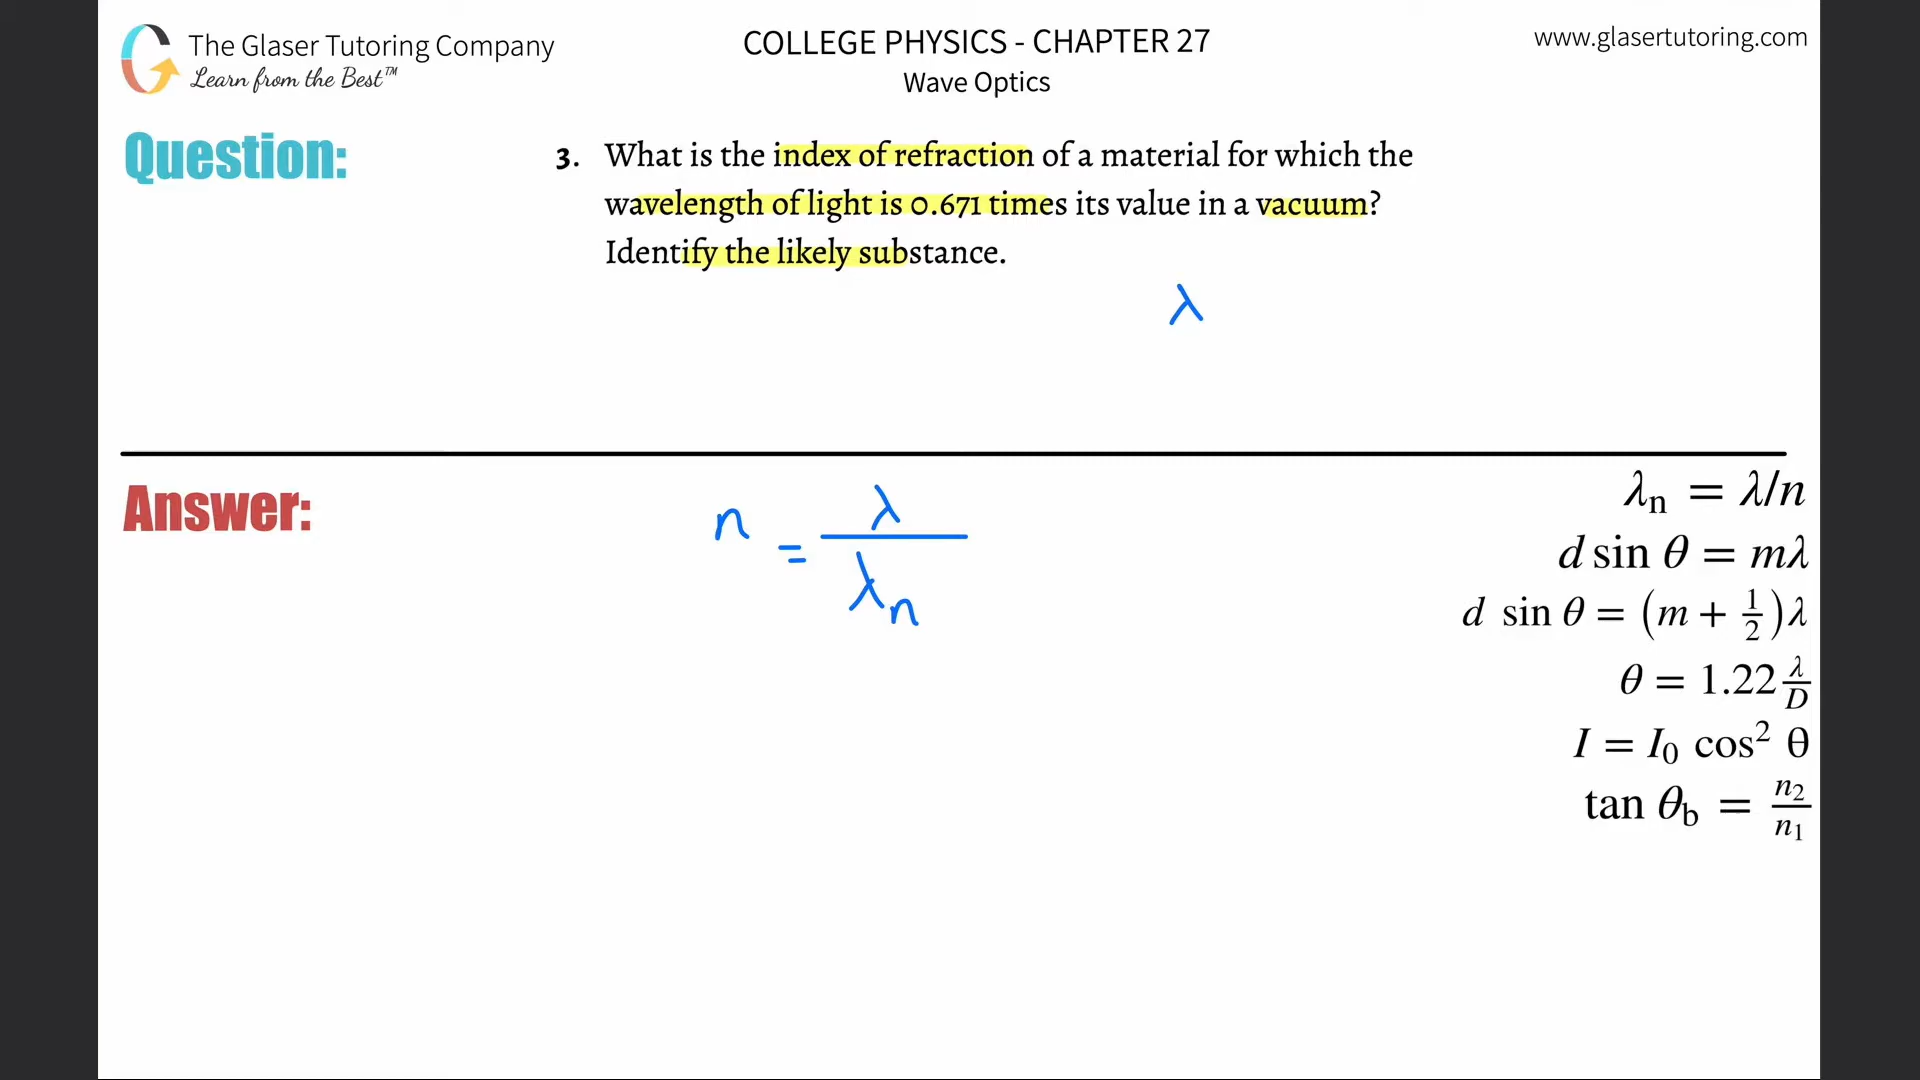 The Glaser Tutoring Company
Learn from the Best™
COLLEGE PHYSICS - CHAPTER 27
Wave Optics
www.glasertutoring.com
Question:
3. What is the index of refraction of a material for which the
wavelength of light is 0.671 times its value in a vacuum?
Identify the likely substance.
λ
Answer:
n = λ / λn
λn = λ/n
d sin θ = mλ
d sin θ = (m + 1/2)λ
θ = 1.22 λ/D
I = I0 cos² θ
tan θb = n2/n1